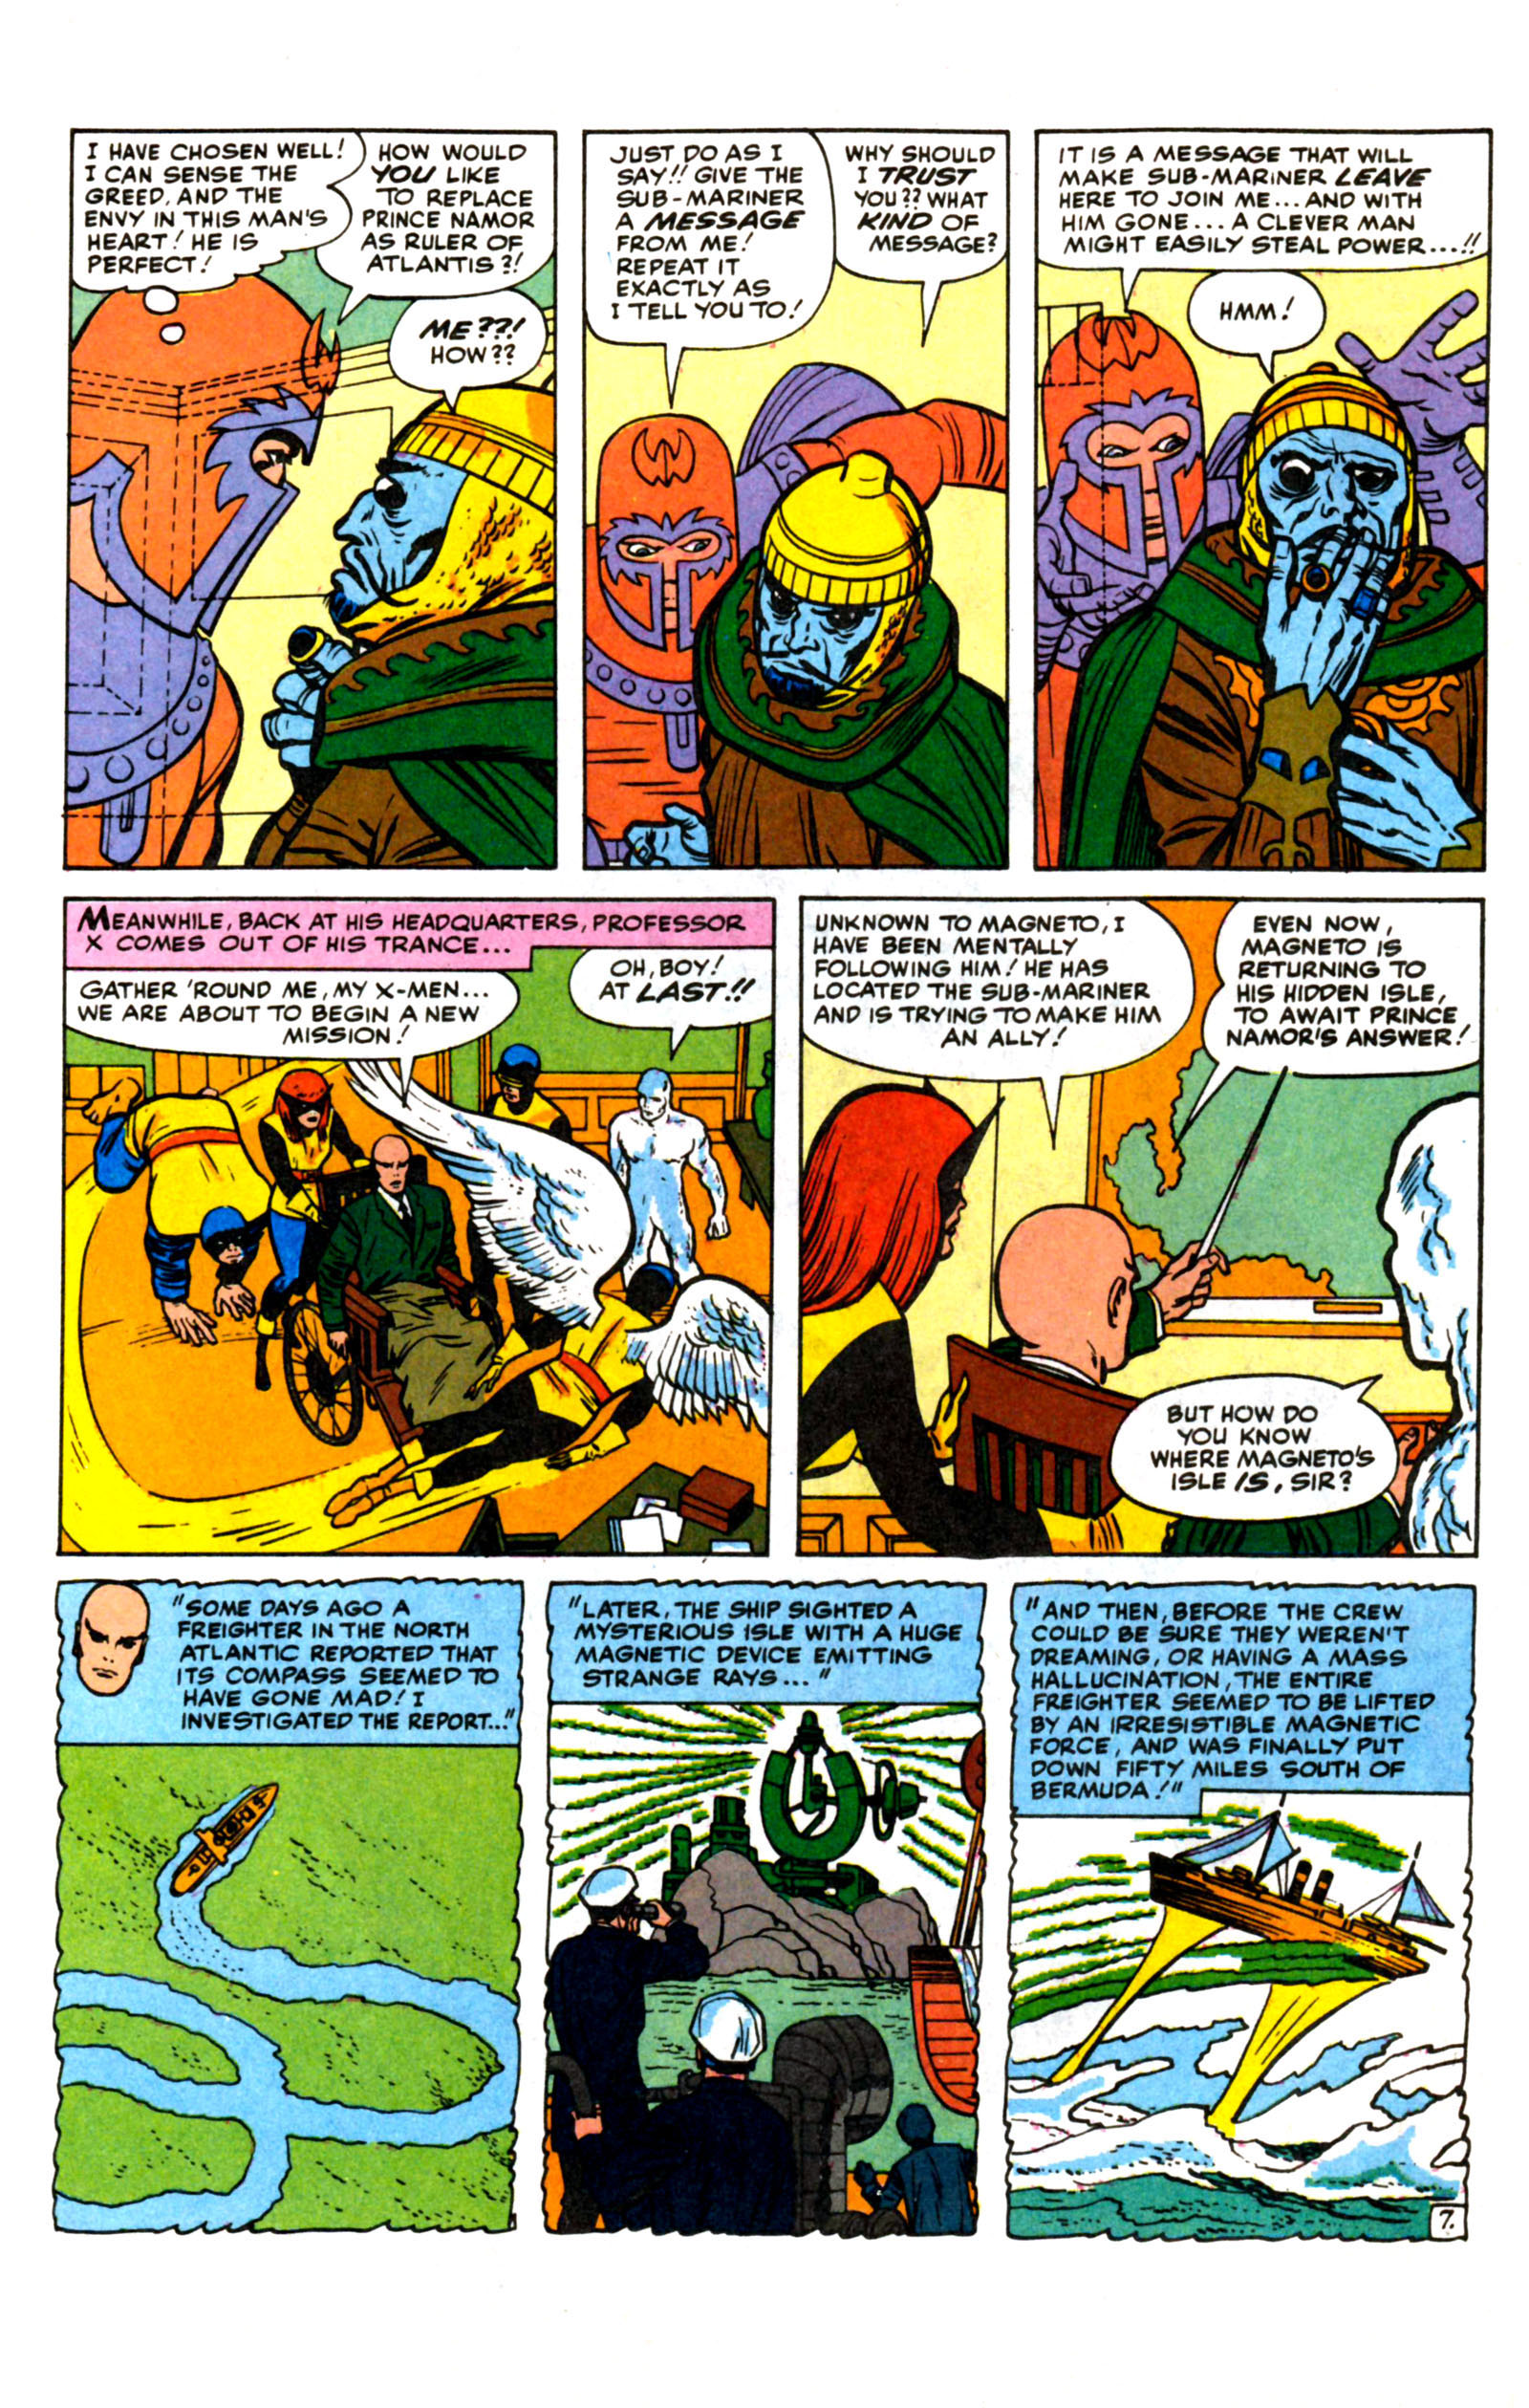 I HAVE CHOSEN WELL!
I CAN SENSE THE
GREED, AND THE
ENVY IN THIS MAN'S
HEART! HE IS
PERFECT!
HOW WOULD
YOU LIKE
TO REPLACE
PRINCE NAMOR
AS RULER OF
ATLANTIS?!
ME??!
HOW??
JUST DO AS I
SAY!! GIVE THE
SUB-MARINER
A MESSAGE
FROM ME!
REPEAT IT
EXACTLY AS
I TELL YOU TO!
WHY SHOULD
I TRUST
YOU?? WHAT
KIND OF
MESSAGE?
IT IS A MESSAGE THAT WILL
MAKE SUB-MARINER LEAVE
HERE TO JOIN ME... AND WITH
HIM GONE... A CLEVER MAN
MIGHT EASILY STEAL POWER...!!
HMM!
MEANWHILE, BACK AT HIS HEADQUARTERS, PROFESSOR
X COMES OUT OF HIS TRANCE...
GATHER 'ROUND ME, MY X-MEN...
WE ARE ABOUT TO BEGIN A NEW
MISSION!
OH, BOY!
AT LAST!!
UNKNOWN TO MAGNETO, I
HAVE BEEN MENTALLY
FOLLOWING HIM! HE HAS
LOCATED THE SUB-MARINER
AND IS TRYING TO MAKE HIM
AN ALLY!
EVEN NOW,
MAGNETO IS
RETURNING TO
HIS HIDDEN ISLE,
TO AWAIT PRINCE
NAMOR'S ANSWER!
BUT HOW DO
YOU KNOW
WHERE MAGNETO'S
ISLE IS, SIR?
"SOME DAYS AGO A
FREIGHTER IN THE NORTH
ATLANTIC REPORTED THAT
ITS COMPASS SEEMED TO
HAVE GONE MAD! I
INVESTIGATED THE REPORT..."
"LATER, THE SHIP SIGHTED A
MYSTERIOUS ISLE WITH A HUGE
MAGNETIC DEVICE EMITTING
STRANGE RAYS..."
"AND THEN, BEFORE THE CREW
COULD BE SURE THEY WEREN'T
DREAMING, OR HAVING A MASS
HALLUCINATION, THE ENTIRE
FREIGHTER SEEMED TO BE LIFTED
BY AN IRRESISTIBLE MAGNETIC
FORCE, AND WAS FINALLY PUT
DOWN FIFTY MILES SOUTH OF
BERMUDA!"
7.